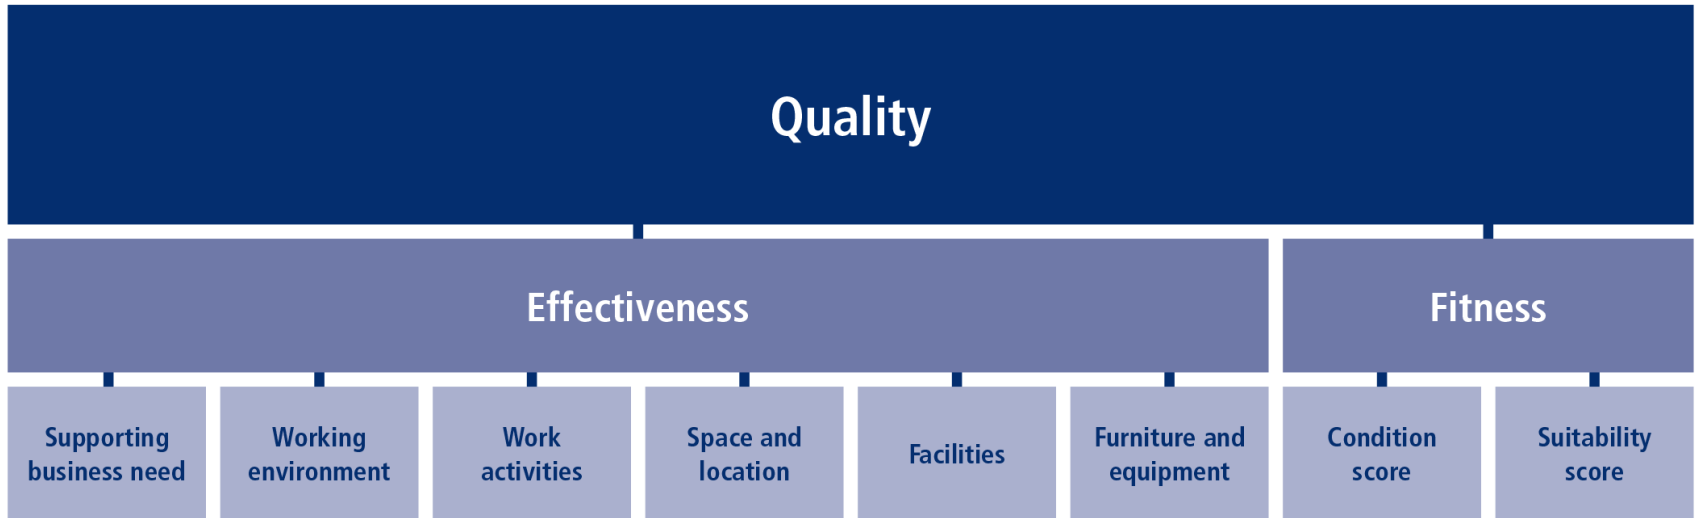 Quality
Effectiveness
Fitness
Supporting
business need
Working
environment
Work
activities
Space and
location
Facilities
Furniture and
equipment
Condition
score
Suitability
score